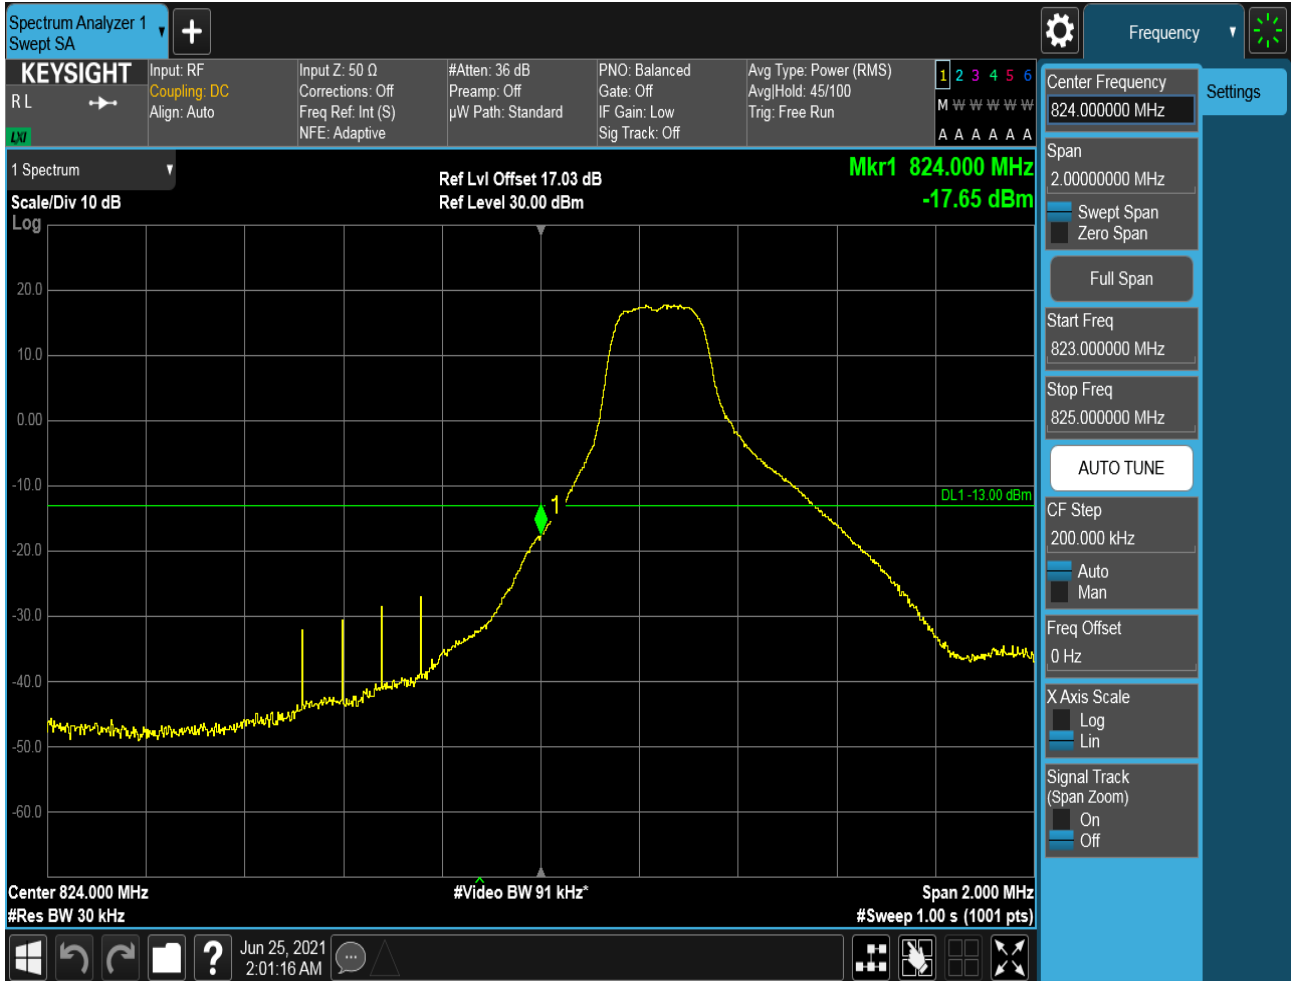 Spectrum Analyzer 1
Swept SA
Frequency
KEYSIGHT
R L
LXI
Input: RF
Coupling: DC
Align: Auto
Input Z: 50 Ω
Corrections: Off
Freq Ref: Int (S)
NFE: Adaptive
#Atten: 36 dB
Preamp: Off
µW Path: Standard
PNO: Balanced
Gate: Off
IF Gain: Low
Sig Track: Off
Avg Type: Power (RMS)
Avg|Hold: 45/100
Trig: Free Run
1 2 3 4 5 6
M W W W W W
A A A A A A
1 Spectrum
Scale/Div 10 dB
Log
Ref Lvl Offset 17.03 dB
Ref Level 30.00 dBm
Mkr1 824.000 MHz
-17.65 dBm
20.0
10.0
0.00
-10.0
-20.0
-30.0
-40.0
-50.0
-60.0
1
DL1 -13.00 dBm
Center 824.000 MHz
#Res BW 30 kHz
#Video BW 91 kHz*
Span 2.000 MHz
#Sweep 1.00 s (1001 pts)
Center Frequency
824.000000 MHz
Span
2.00000000 MHz
Swept Span
Zero Span
Full Span
Start Freq
823.000000 MHz
Stop Freq
825.000000 MHz
AUTO TUNE
CF Step
200.000 kHz
Auto
Man
Freq Offset
0 Hz
X Axis Scale
Log
Lin
Signal Track
(Span Zoom)
On
Off
Settings
?
Jun 25, 2021
2:01:16 AM